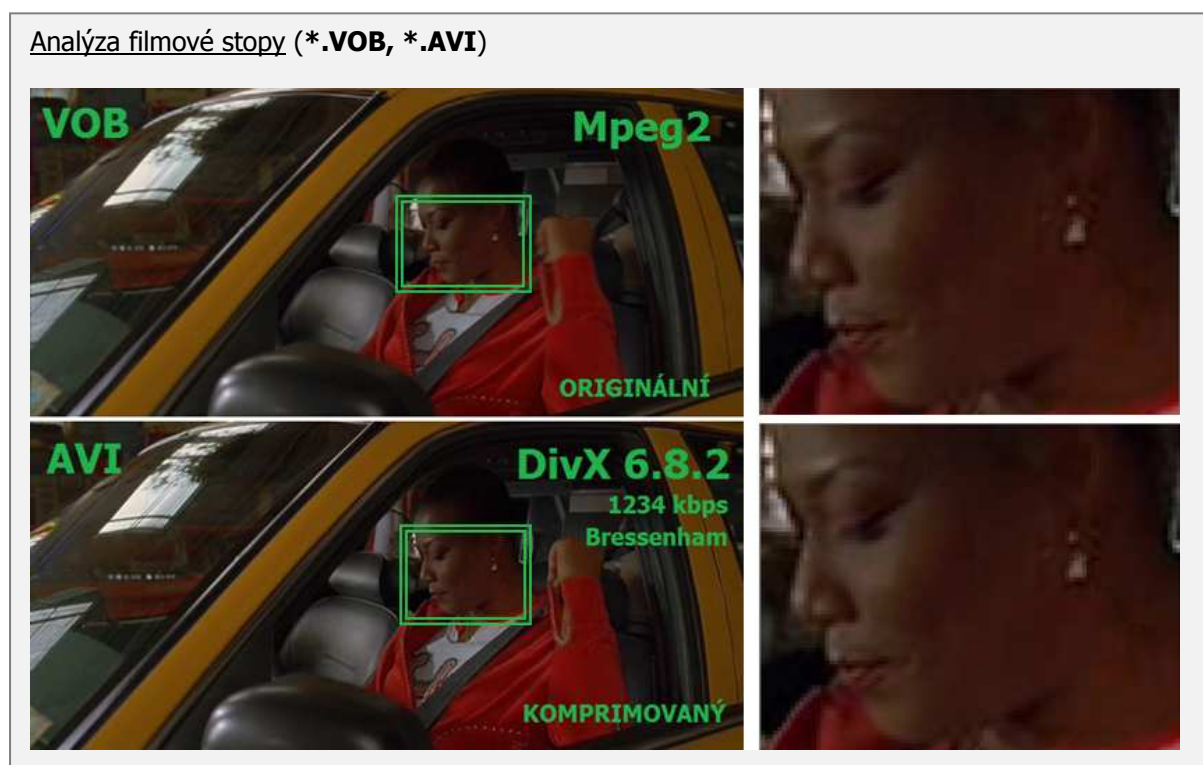 Analýza filmové stopy (*.VOB, *.AVI)
VOB
Mpeg2
ORIGINÁLNÍ
AVI
DivX 6.8.2
1234 kbps
Bressenham
KOMPRIMOVANÝ